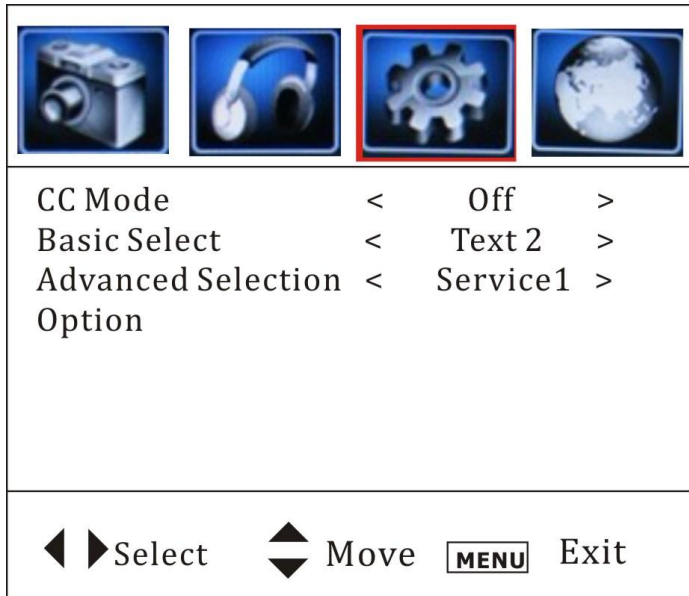 CC Mode < Off >
Basic Select < Text 2 >
Advanced Selection < Service1 >
Option
Select Move MENU Exit